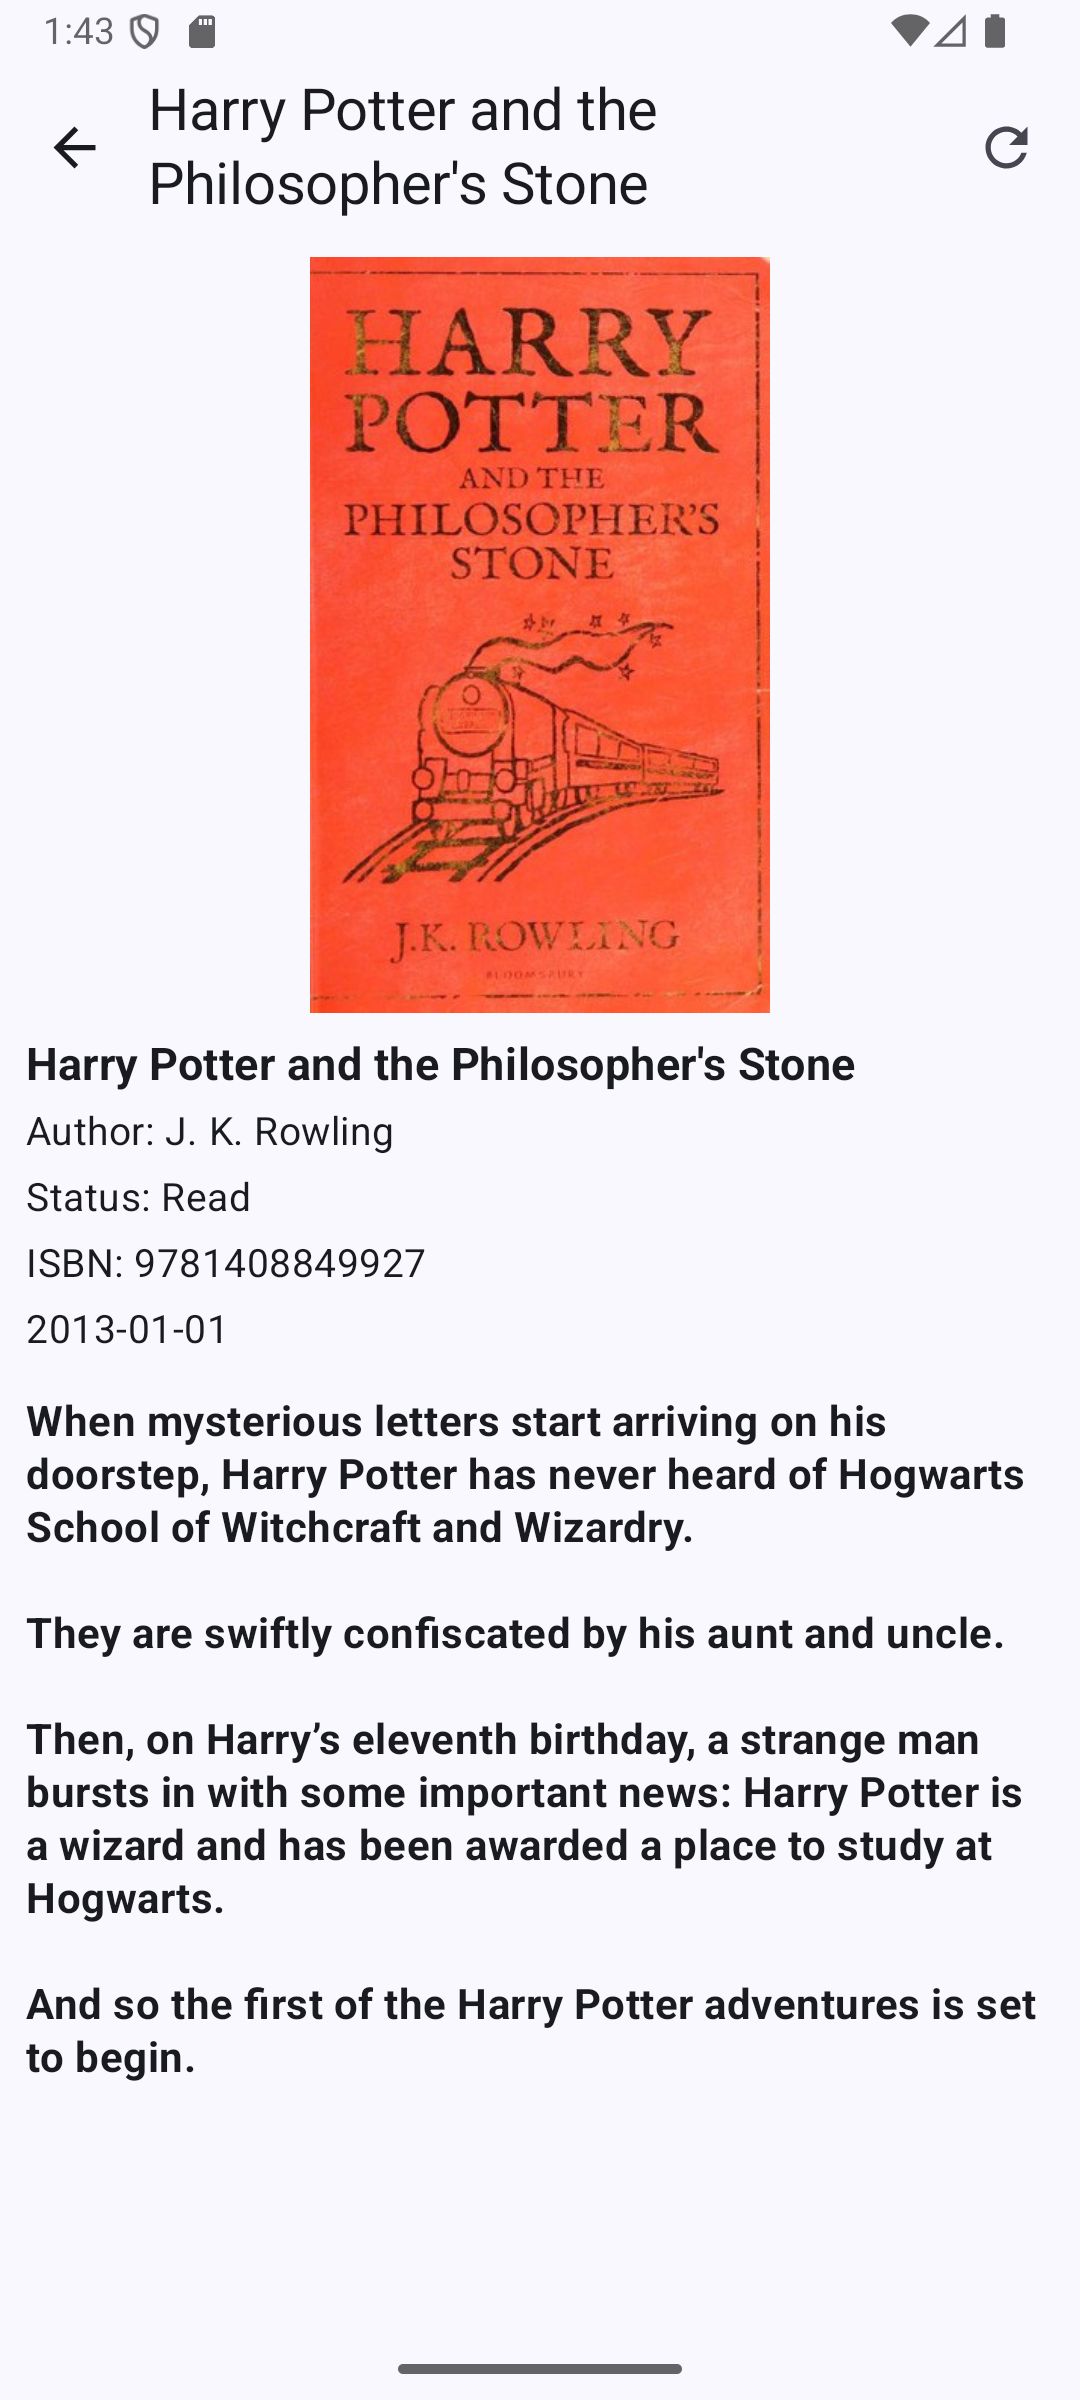 1:43
Harry Potter and the
Philosopher's Stone
HARRY
POTTER
AND THE
PHILOSOPHER'S
STONE
J.K. ROWLING
BLOOMSBURY
Harry Potter and the Philosopher's Stone
Author: J. K. Rowling
Status: Read
ISBN: 9781408849927
2013-01-01
When mysterious letters start arriving on his
doorstep, Harry Potter has never heard of Hogwarts
School of Witchcraft and Wizardry.
They are swiftly confiscated by his aunt and uncle.
Then, on Harry’s eleventh birthday, a strange man
bursts in with some important news: Harry Potter is
a wizard and has been awarded a place to study at
Hogwarts.
And so the first of the Harry Potter adventures is set
to begin.